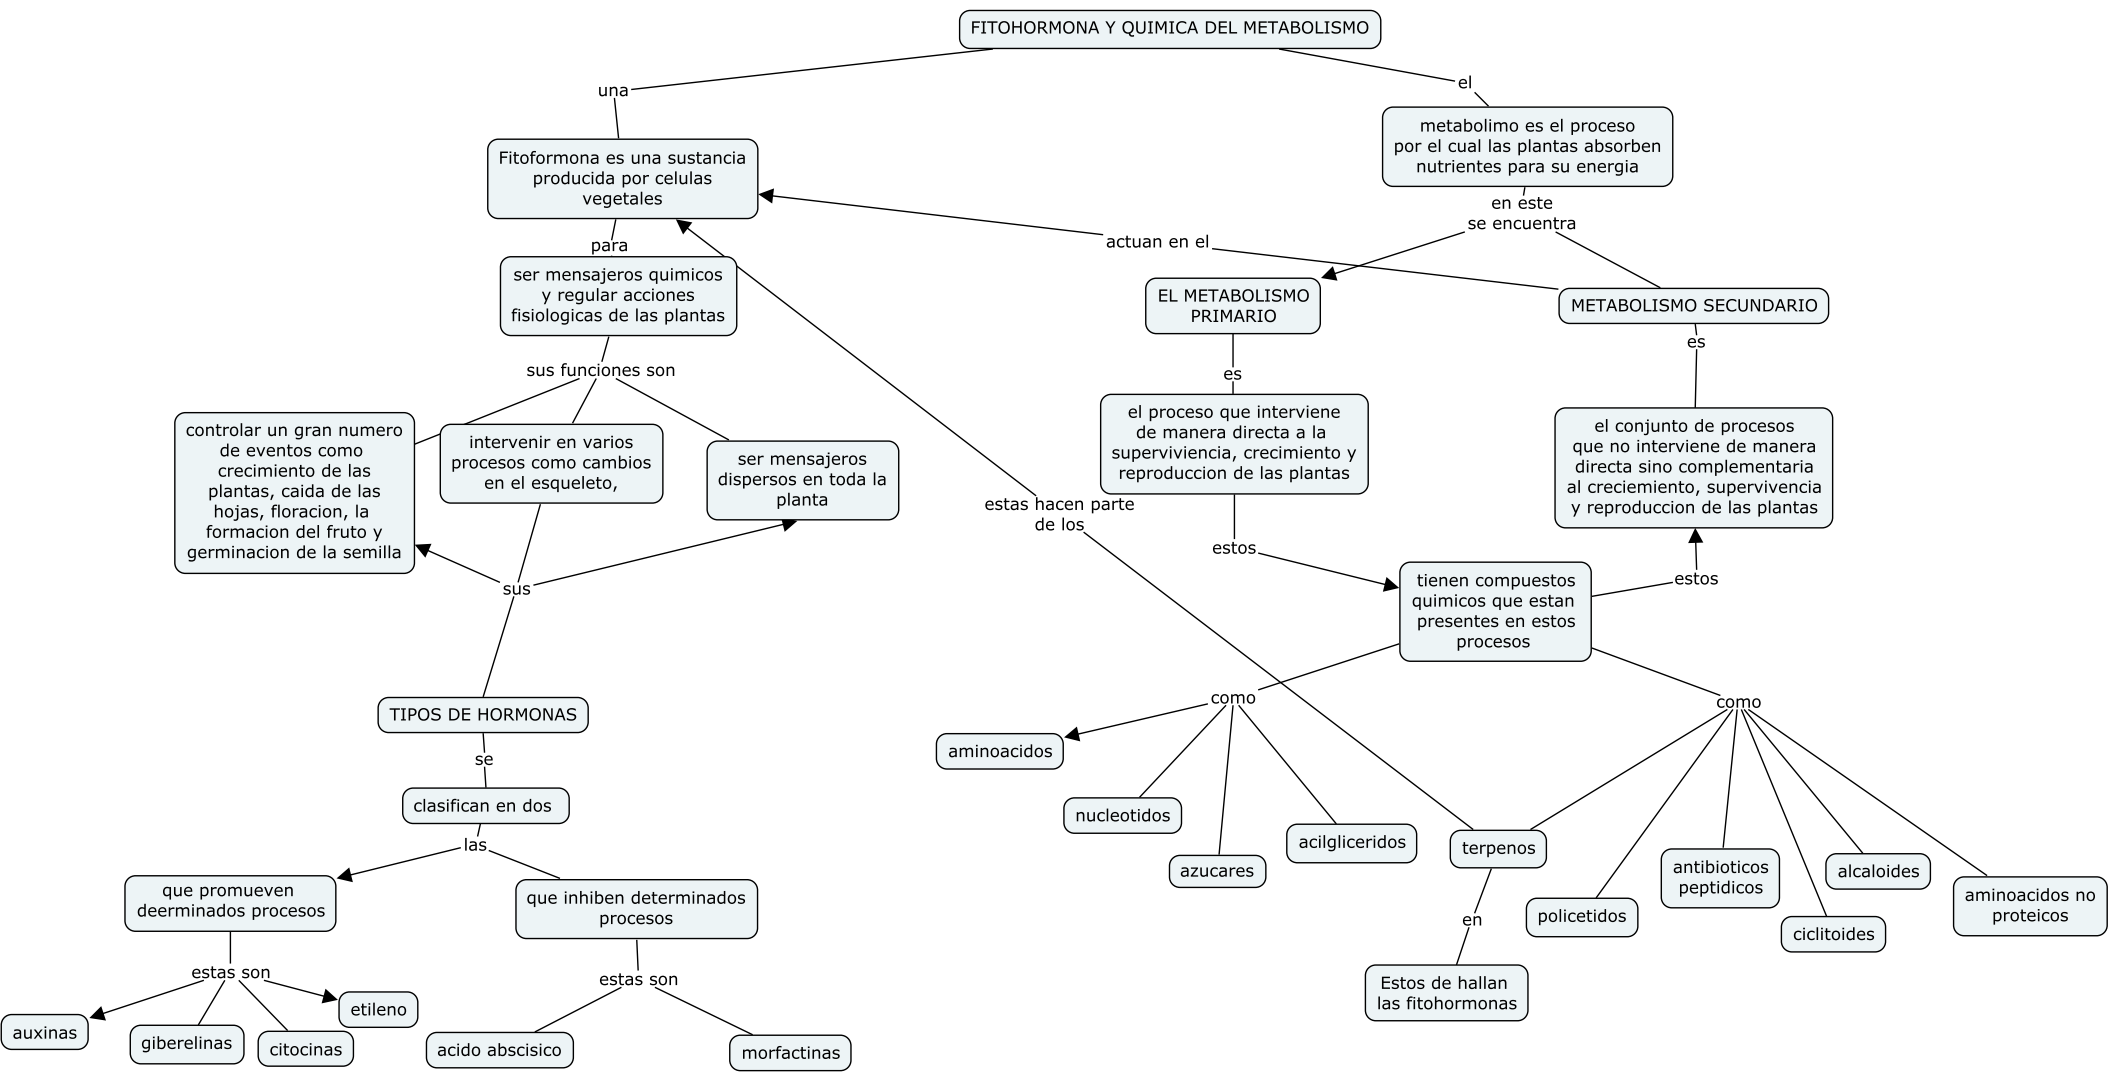 FITOHORMONA Y QUIMICA DEL METABOLISMO
una
el
Fitoformona es una sustancia
producida por celulas
vegetales
metabolimo es el proceso
por el cual las plantas absorben
nutrientes para su energia
para
ser mensajeros quimicos
y regular acciones
fisiologicas de las plantas
en este
se encuentra
actuan en el
EL METABOLISMO
PRIMARIO
METABOLISMO SECUNDARIO
sus funciones son
es
es
controlar un gran numero
de eventos como
crecimiento de las
plantas, caida de las
hojas, floracion, la
formacion del fruto y
germinacion de la semilla
intervenir en varios
procesos como cambios
en el esqueleto,
ser mensajeros
dispersos en toda la
planta
el proceso que interviene
de manera directa a la
superviviencia, crecimiento y
reproduccion de las plantas
el conjunto de procesos
que no interviene de manera
directa sino complementaria
al creciemiento, supervivencia
y reproduccion de las plantas
estas hacen parte
de los
sus
estos
estos
tienen compuestos
quimicos que estan
presentes en estos
procesos
TIPOS DE HORMONAS
se
clasifican en dos
las
como
como
aminoacidos
nucleotidos
azucares
acilgliceridos
terpenos
policetidos
antibioticos
peptidicos
ciclitoides
alcaloides
aminoacidos no
proteicos
en
Estos de hallan
las fitohormonas
que promueven
deerminados procesos
que inhiben determinados
procesos
estas son
estas son
auxinas
giberelinas
citocinas
etileno
acido abscisico
morfactinas